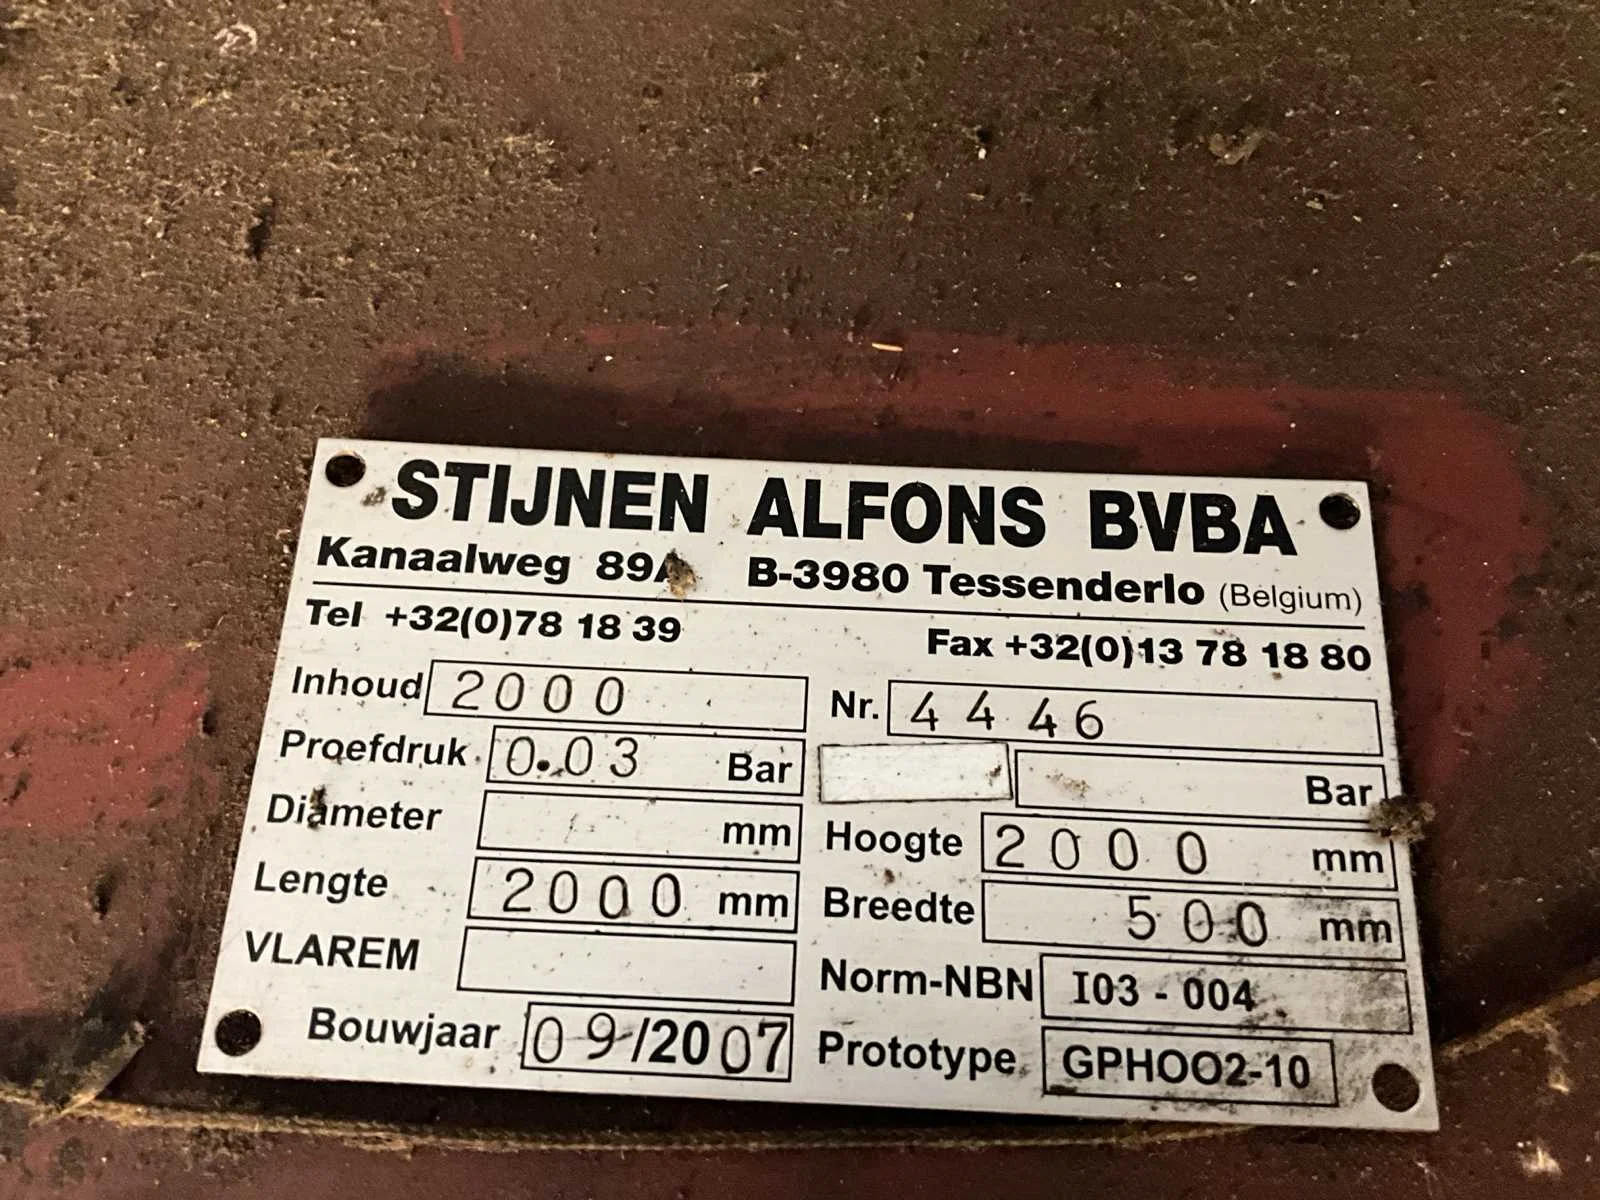 STIJNEN ALFONS BVBA
Kanaalweg 89A B-3980 Tessenderlo (Belgium)
Tel +32(0)78 18 39 Fax +32(0)13 78 18 80
Inhoud 2000 Nr. 4446
Proefdruk 0.03 Bar Bar
Diameter mm Hoogte 2000 mm
Lengte 2000 mm Breedte 500 mm
VLAREM Norm-NBN I03 - 004
Bouwjaar 09/2007 Prototype GPHOO2-10